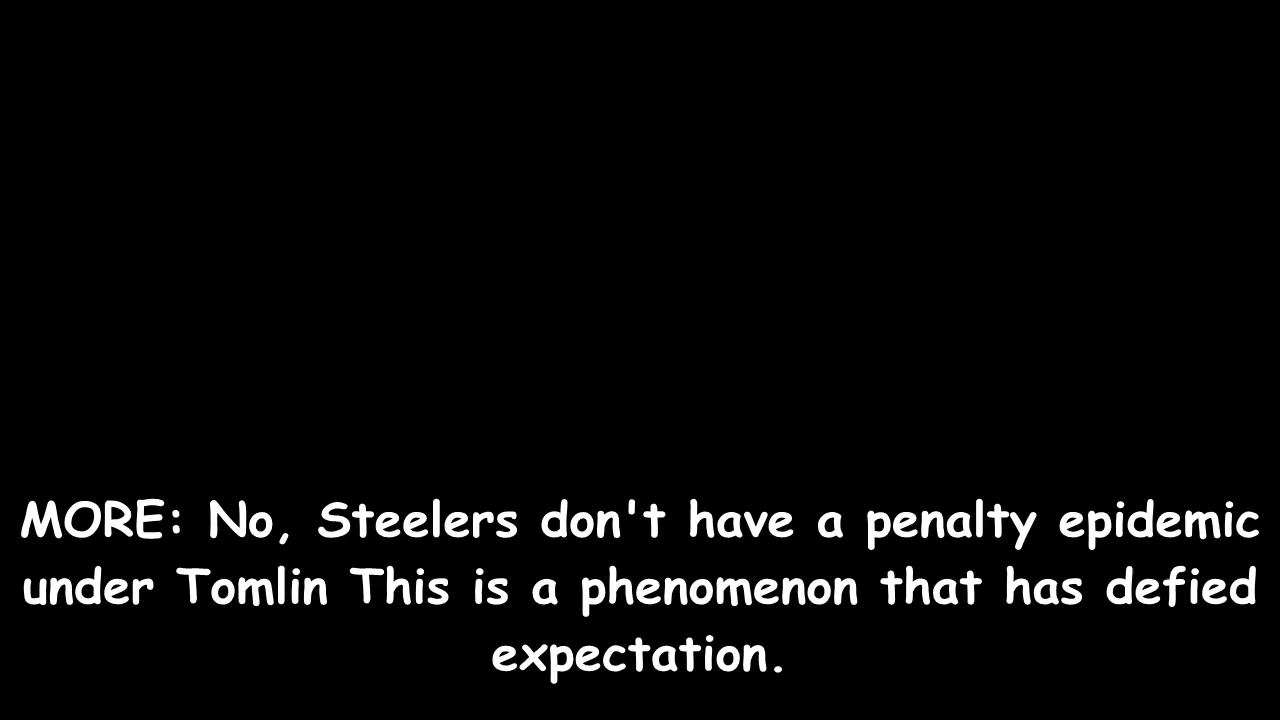 MORE: No, Steelers don't have a penalty epidemic
under Tomlin This is a phenomenon that has defied
expectation.